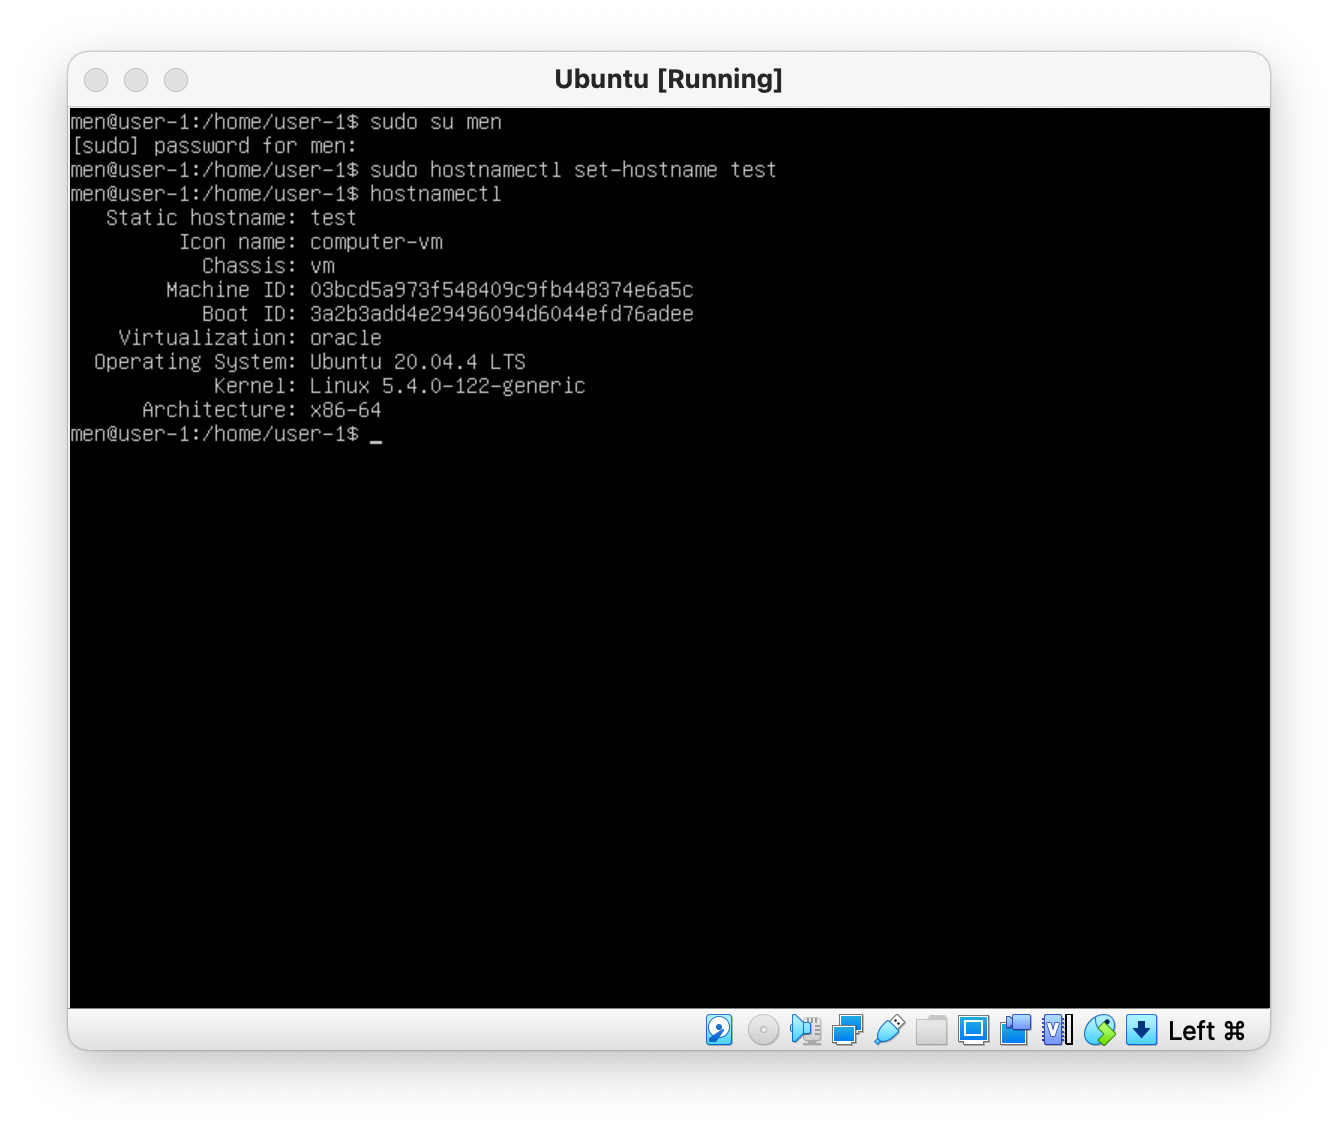 Ubuntu [Running]
men@user-1:/home/user-1$ sudo su men
[sudo] password for men:
men@user-1:/home/user-1$ sudo hostnamectl set-hostname test
men@user-1:/home/user-1$ hostnamectl
Static hostname: test
Icon name: computer-vm
Chassis: vm
Machine ID: 03bcd5a973f548409c9fb448374e6a5c
Boot ID: 3a2b3add4e29496094d6044efd76adee
Virtualization: oracle
Operating System: Ubuntu 20.04.4 LTS
Kernel: Linux 5.4.0-122-generic
Architecture: x86-64
men@user-1:/home/user-1$ _
V
Left ⌘